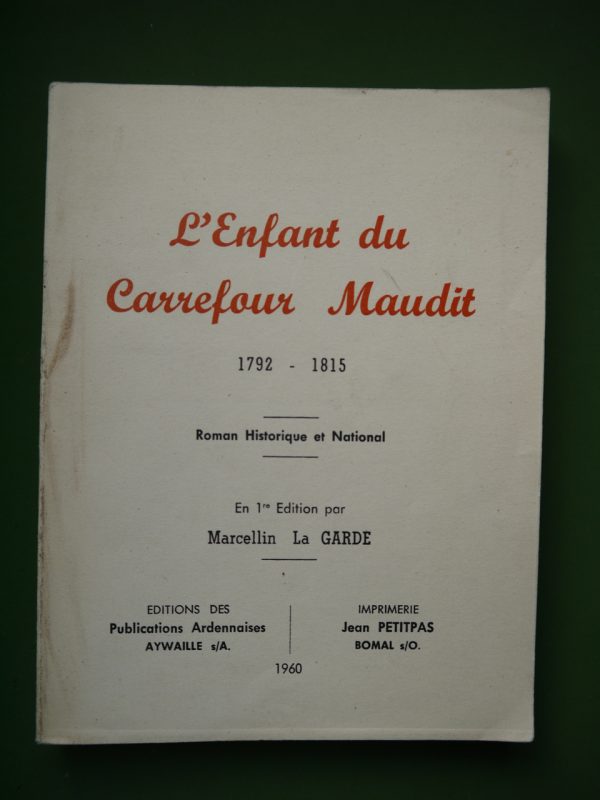 L'Enfant du
Carrefour Maudit
1792 - 1815
Roman Historique et National
En 1re Edition par
Marcellin La GARDE
EDITIONS DES
Publications Ardennaises
AYWAILLE s/A.
IMPRIMERIE
Jean PETITPAS
BOMAL s/O.
1960